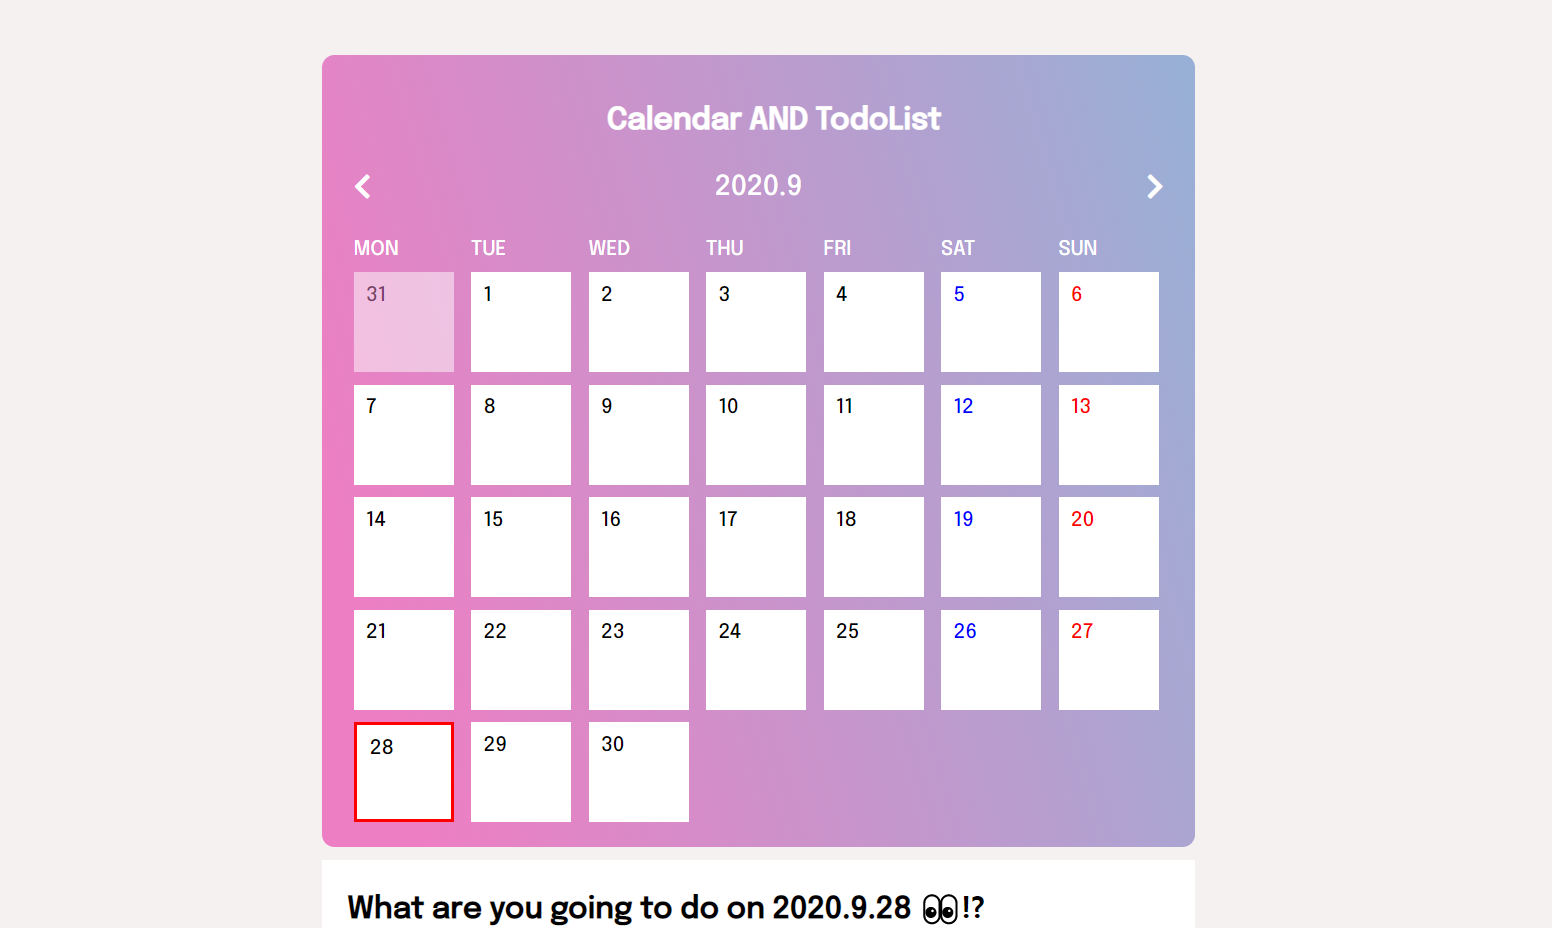 Calendar AND TodoList
2020.9
MON TUE WED THU FRI SAT SUN
31 1 2 3 4 5 6
7 8 9 10 11 12 13
14 15 16 17 18 19 20
21 22 23 24 25 26 27
28 29 30
What are you going to do on 2020.9.28 👀!?